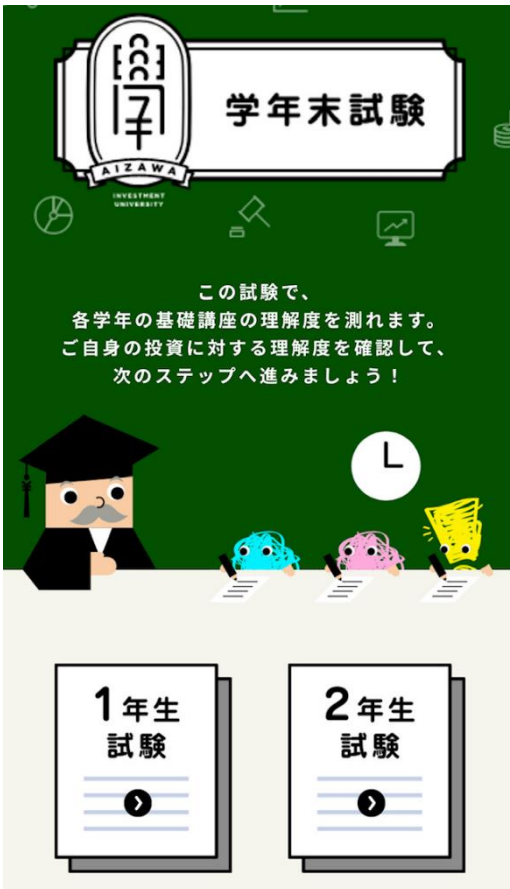 学年末試験
AIZAWA
INVESTMENT
UNIVERSITY
この試験で、
各学年の基礎講座の理解度を測れます。
ご自身の投資に対する理解度を確認して、
次のステップへ進みましょう！
1年生
試験
2年生
試験